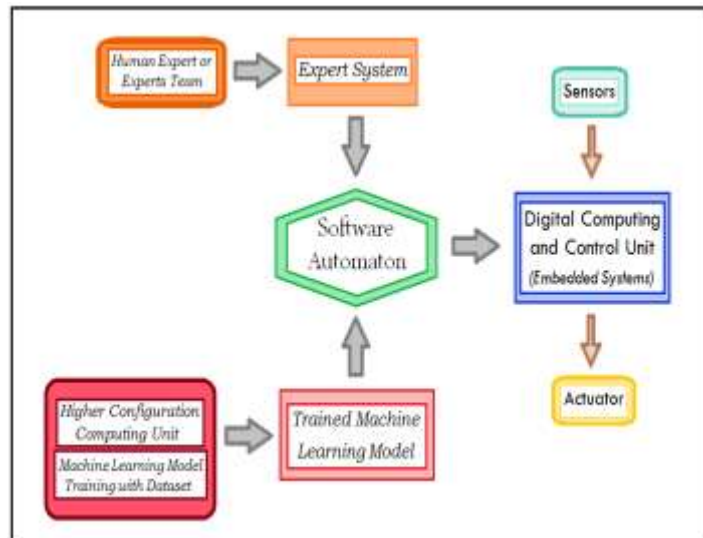 Human Expert or
Experts Team
Expert System
Sensors
Software
Automaton
Digital Computing
and Control Unit
(Embedded Systems)
Higher Configuration
Computing Unit
Machine Learning Model
Training with Dataset
Trained Machine
Learning Model
Actuator